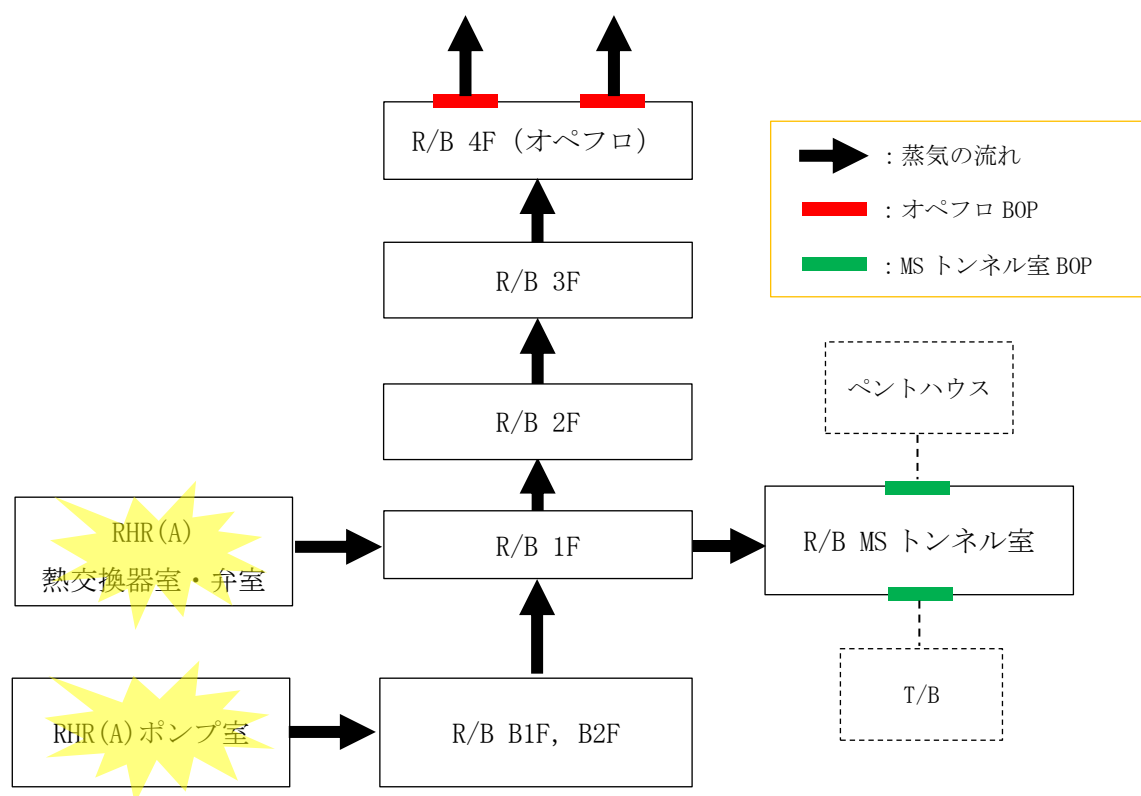 R/B 4F (オペフロ)
:蒸気の流れ
:オペフロ BOP
:MS トンネル室 BOP
R/B 3F
ペントハウス
R/B 2F
RHR(A)
熱交換器室・弁室
R/B 1F
R/B MS トンネル室
RHR(A)ポンプ室
R/B B1F, B2F
T/B